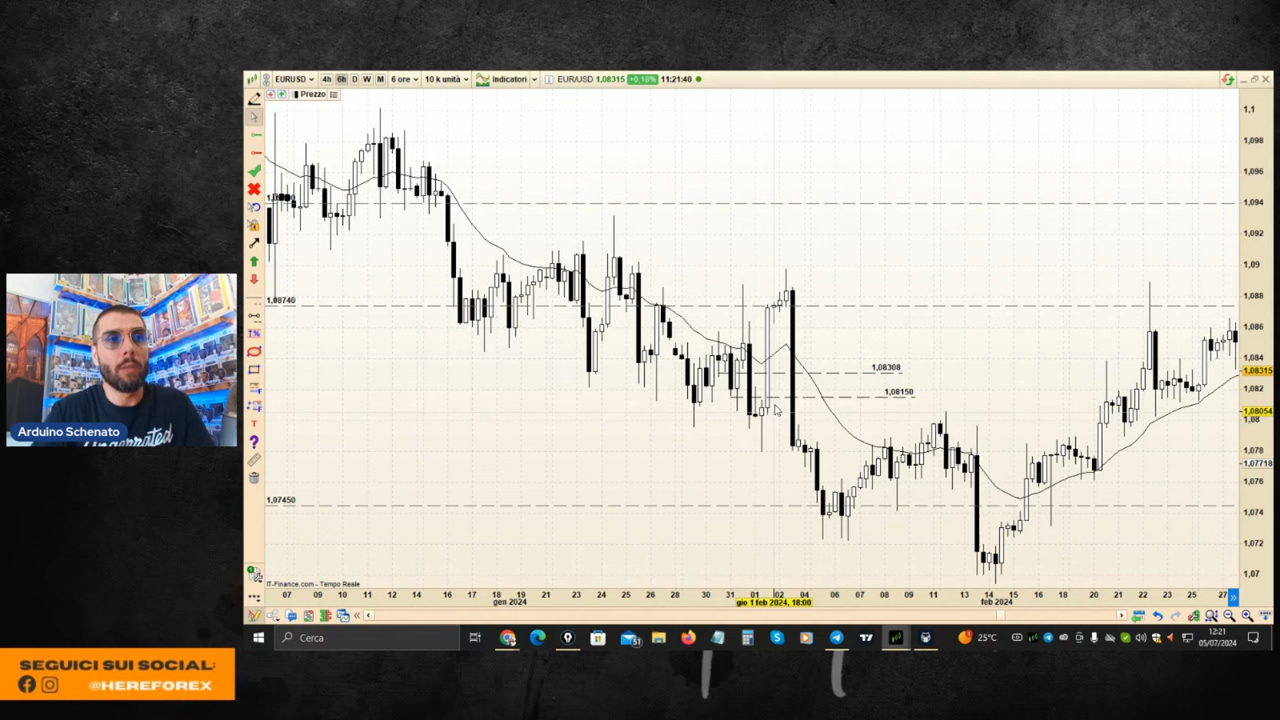 EURUSD 4h 6h D W M 6 ore 10 k unità Indicatori EUR/USD 1,08315 +0,18% 11:21:40
Prezzo
1,1
1,098
1,096
1,094
1,092
1,09
1,08740
1,088
1,086
1,084
1,08308
1,08315
1,082
1,08150
1,08054
1,08
1,078
1,07718
1,076
1,07450
1,074
1,072
1,07
IT-Finance.com - Tempo Reale
07 09 10 11 12 14 15 16 17 18 19 21 22 23 24 25 26 28 29 30 31 02 04 05 06 07 08 09 11 12 13 14 15 16 18 20 21 22 23 25 27
gen 2024 gio 1 feb 2024, 18:00 feb 2024
Arduino Schenato
Cerca
51
25°C
12:21
05/07/2024
SEGUICI SUI SOCIAL:
@HEREFOREX